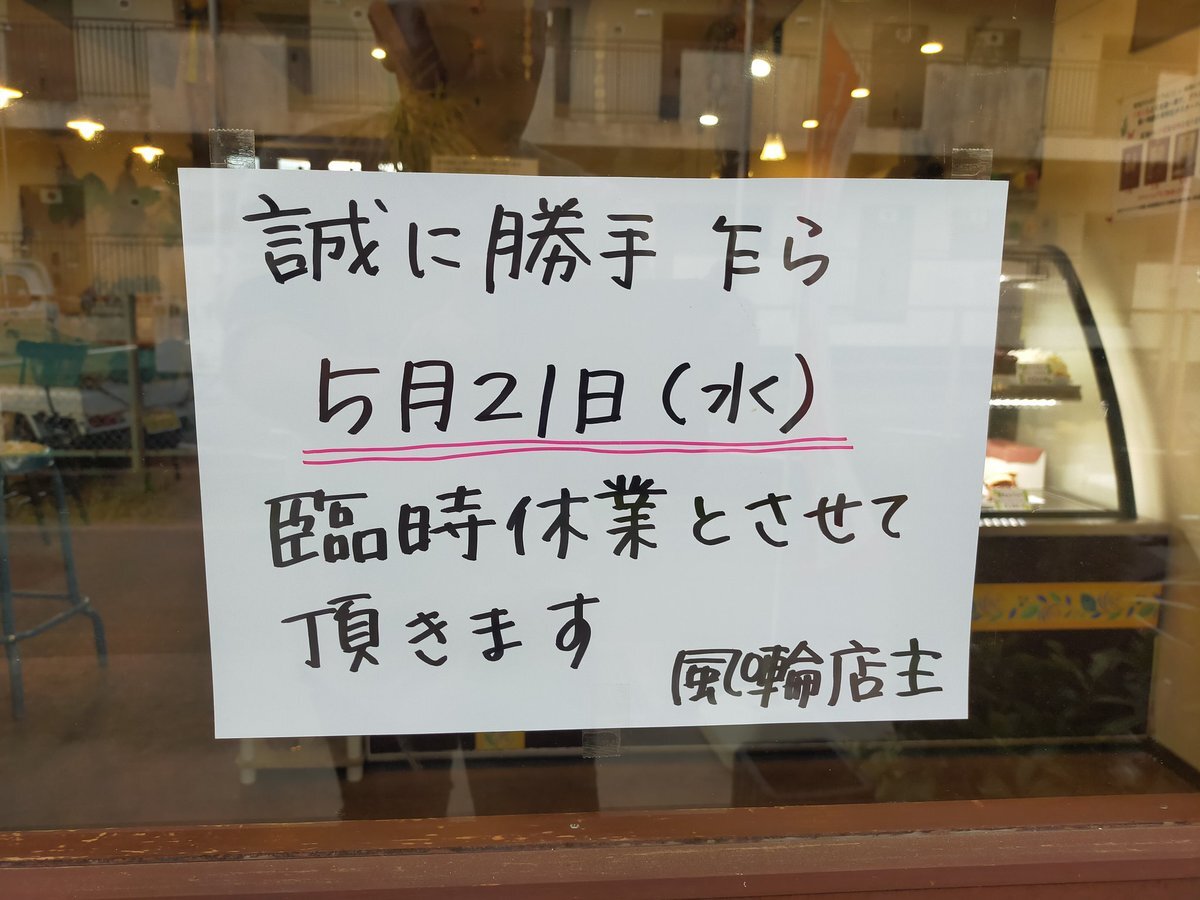 誠に勝手乍ら
5月21日(水)
臨時休業とさせて
頂きます
風輪店主